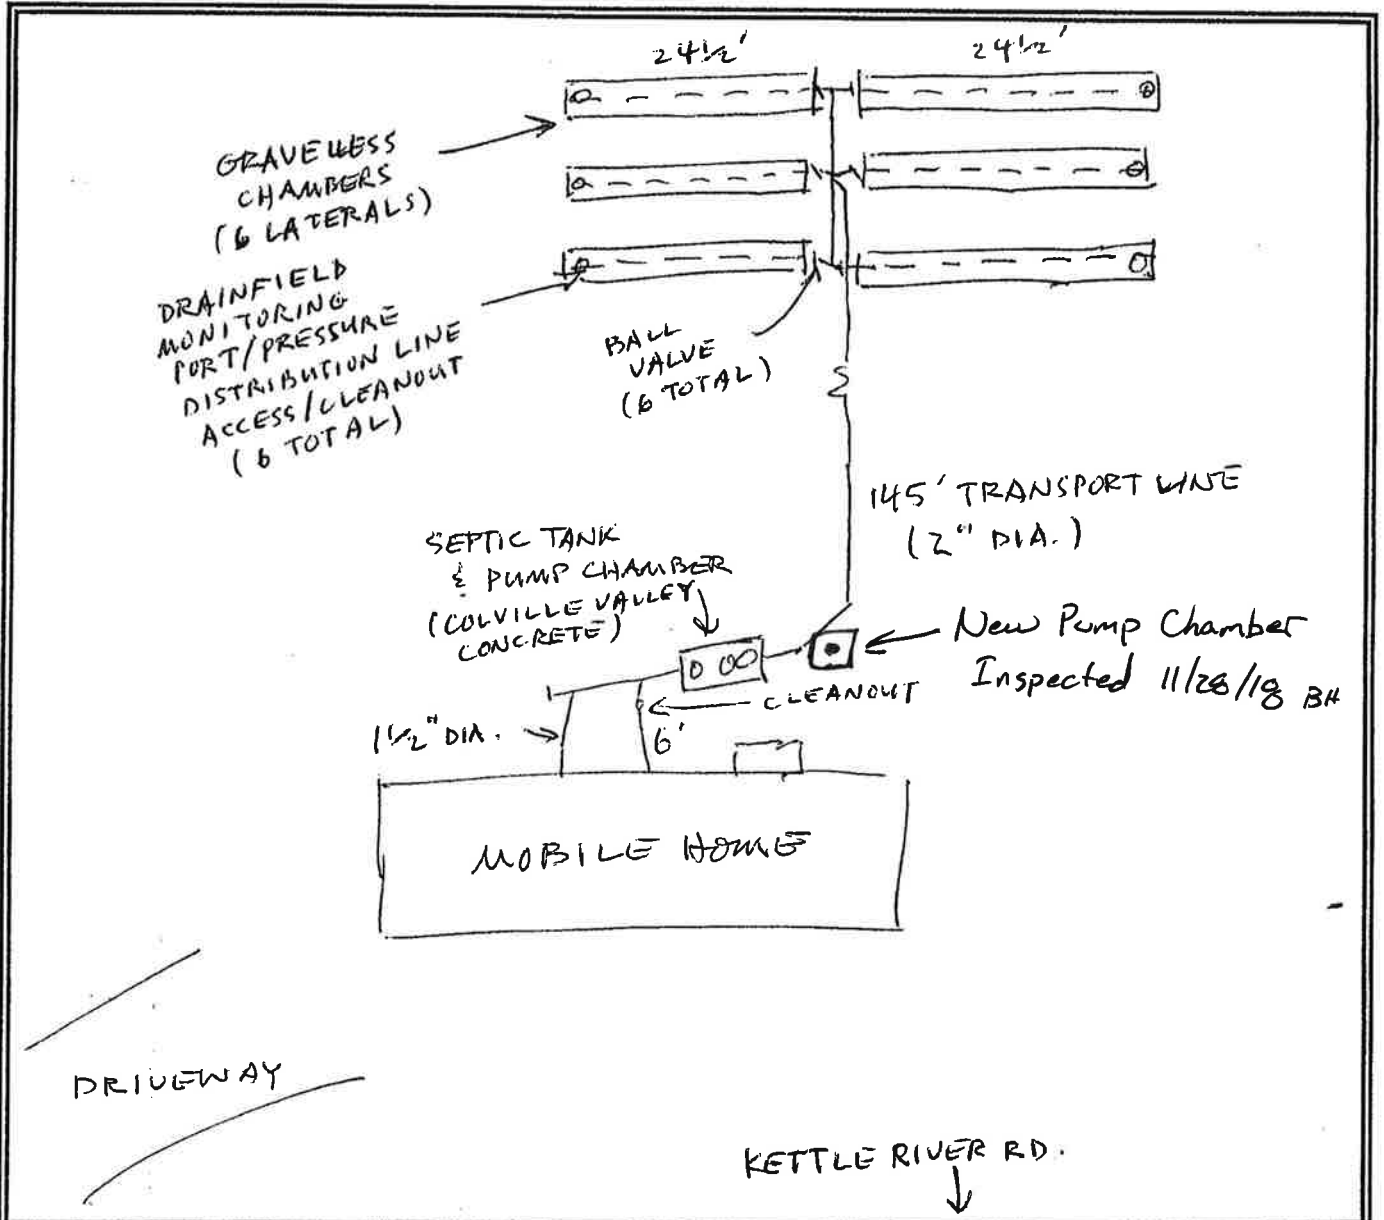 24½' 24½'
GRAVELLESS
CHAMBERS
(6 LATERALS)
DRAINFIELD
MONITORING
PORT/PRESSURE
DISTRIBUTION LINE
ACCESS/CLEANOUT
(6 TOTAL)
BALL
VALVE
(6 TOTAL)
145' TRANSPORT LINE
(2" DIA.)
SEPTIC TANK
& PUMP CHAMBER
(COLVILLE VALLEY
CONCRETE)
New Pump Chamber
Inspected 11/28/18 BH
CLEANOUT
1½" DIA.
6'
MOBILE HOME
DRIVEWAY
KETTLE RIVER RD.